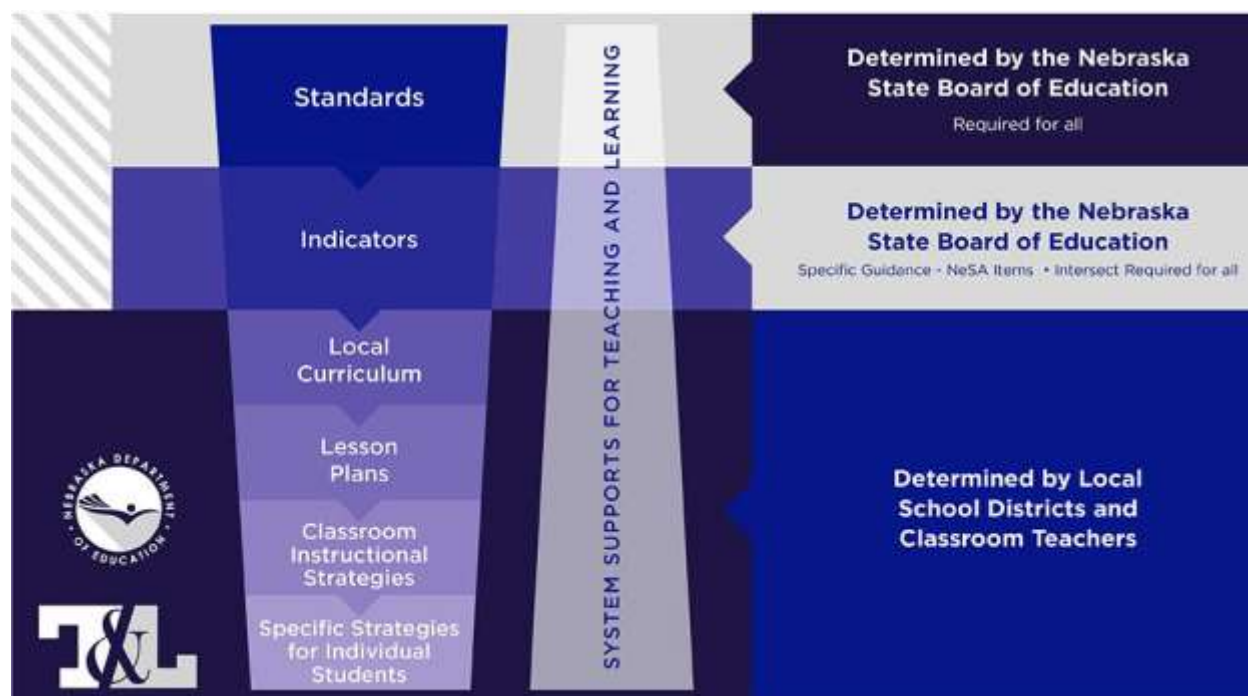 Standards
Indicators
Local
Curriculum
Lesson
Plans
Classroom
Instructional
Strategies
Specific Strategies
for Individual
Students
SYSTEM SUPPORTS FOR TEACHING AND LEARNING
Determined by the Nebraska
State Board of Education
Required for all
Determined by the Nebraska
State Board of Education
Specific Guidance - NeSA Items • Intersect Required for all
Determined by Local
School Districts and
Classroom Teachers
NEBRASKA DEPARTMENT
• OF EDUCATION •
T&L